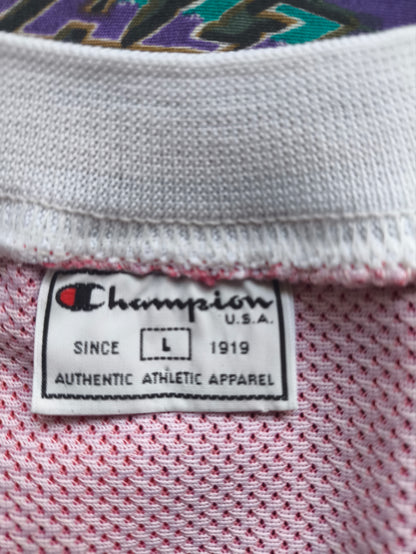 Champion
U.S.A.
SINCE L 1919
AUTHENTIC ATHLETIC APPAREL